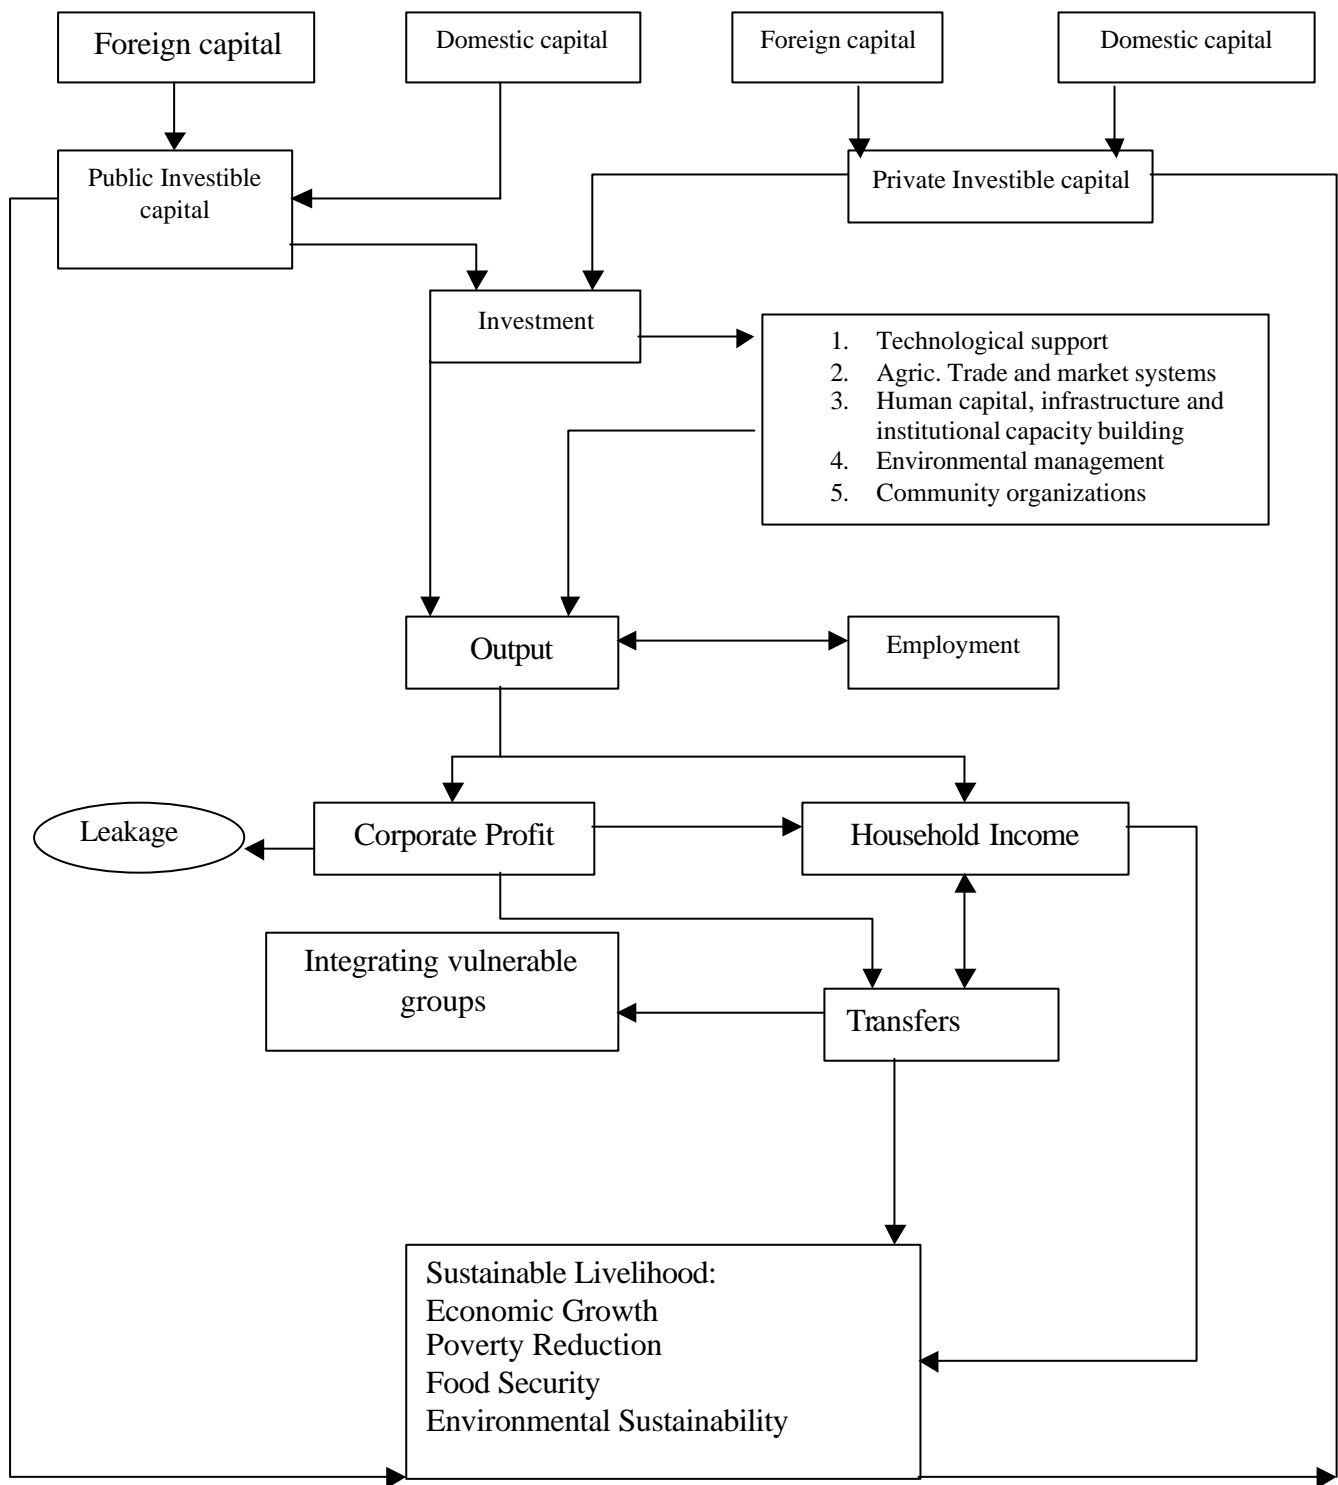 Foreign capital
Domestic capital
Foreign capital
Domestic capital
Public Investible
capital
Private Investible capital
Investment
1. Technological support
2. Agric. Trade and market systems
3. Human capital, infrastructure and
institutional capacity building
4. Environmental management
5. Community organizations
Output
Employment
Leakage
Corporate Profit
Household Income
Integrating vulnerable
groups
Transfers
Sustainable Livelihood:
Economic Growth
Poverty Reduction
Food Security
Environmental Sustainability